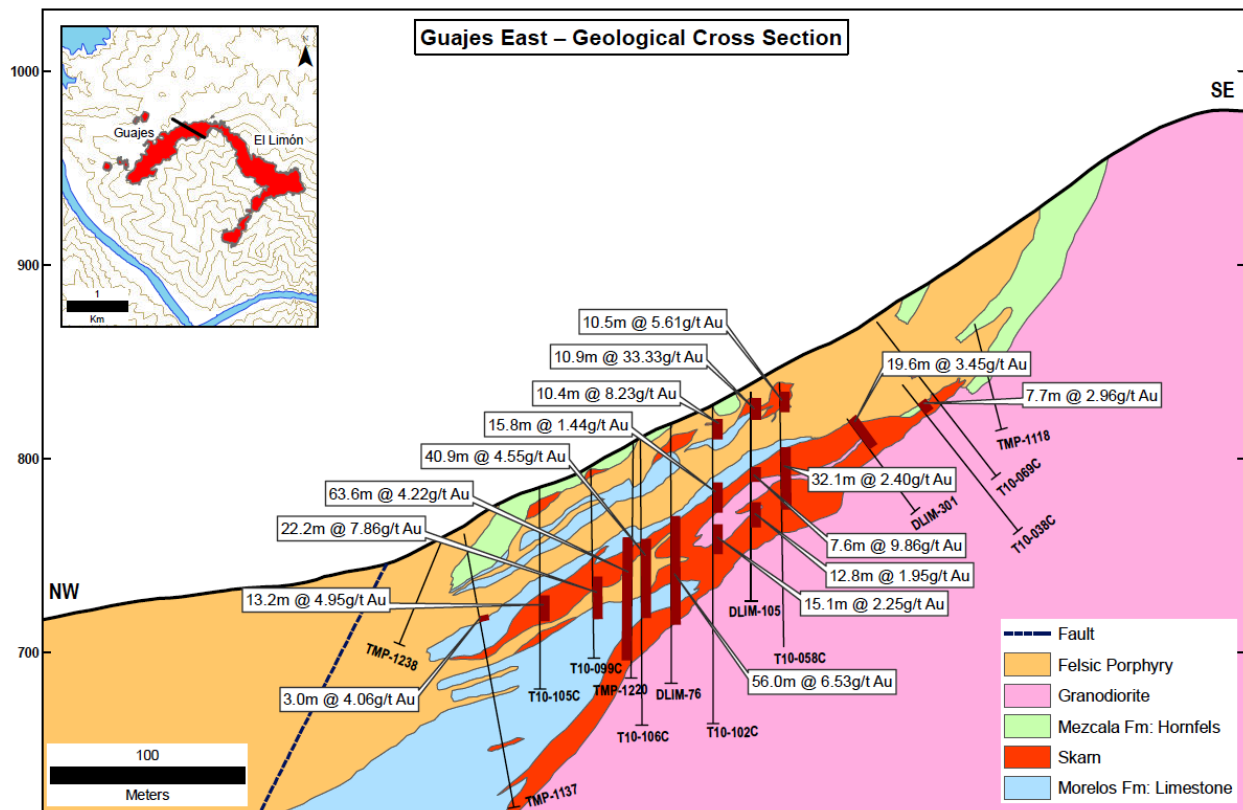 Guajes East – Geological Cross Section
N
Guajes
El Limón
1
Km
1000
900
800
700
NW
SE
10.5m @ 5.61g/t Au
10.9m @ 33.33g/t Au
10.4m @ 8.23g/t Au
15.8m @ 1.44g/t Au
40.9m @ 4.55g/t Au
63.6m @ 4.22g/t Au
22.2m @ 7.86g/t Au
13.2m @ 4.95g/t Au
3.0m @ 4.06g/t Au
19.6m @ 3.45g/t Au
7.7m @ 2.96g/t Au
32.1m @ 2.40g/t Au
7.6m @ 9.86g/t Au
12.8m @ 1.95g/t Au
15.1m @ 2.25g/t Au
56.0m @ 6.53g/t Au
TMP-1238
TMP-1137
T10-105C
T10-099C
TMP-1220
T10-106C
DLIM-76
T10-102C
DLIM-105
T10-058C
DLIM-301
T10-038C
T10-069C
TMP-1118
100
Meters
Fault
Felsic Porphyry
Granodiorite
Mezcala Fm: Hornfels
Skarn
Morelos Fm: Limestone